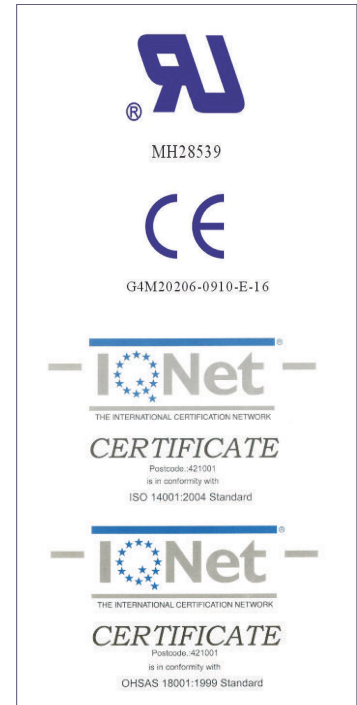 RU
®
MH28539
CE
G4M20206-0910-E-16
®
IQNet
THE INTERNATIONAL CERTIFICATION NETWORK
CERTIFICATE
Postcode.:421001
is in conformity with
ISO 14001:2004 Standard
®
IQNet
THE INTERNATIONAL CERTIFICATION NETWORK
CERTIFICATE
Postcode.:421001
is in conformity with
OHSAS 18001:1999 Standard